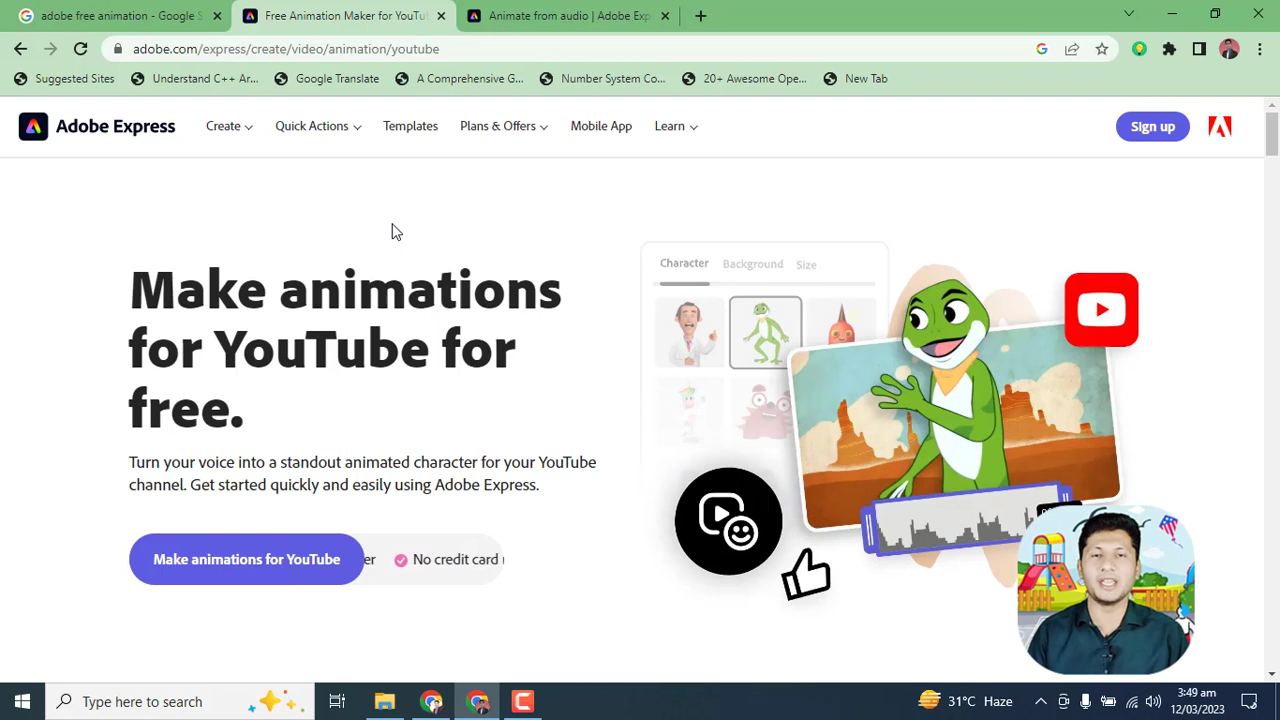 adobe free animation - Google S
Free Animation Maker for YouTu
Animate from audio | Adobe Exp
adobe.com/express/create/video/animation/youtube
Suggested Sites
Understand C++ Ar...
Google Translate
A Comprehensive G...
Number System Co...
20+ Awesome Ope...
New Tab
Adobe Express
Create
Quick Actions
Templates
Plans & Offers
Mobile App
Learn
Sign up
Character
Background
Size
Make animations
for YouTube for
free.
Turn your voice into a standout animated character for your YouTube
channel. Get started quickly and easily using Adobe Express.
Make animations for YouTube
er
No credit card
Type here to search
31°C Haze
3:49 am
12/03/2023